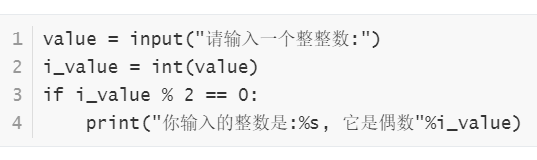 1 value = input("请输入一个整整数:")
2 i_value = int(value)
3 if i_value % 2 == 0:
4     print("你输入的整数是:%s, 它是偶数"%i_value)